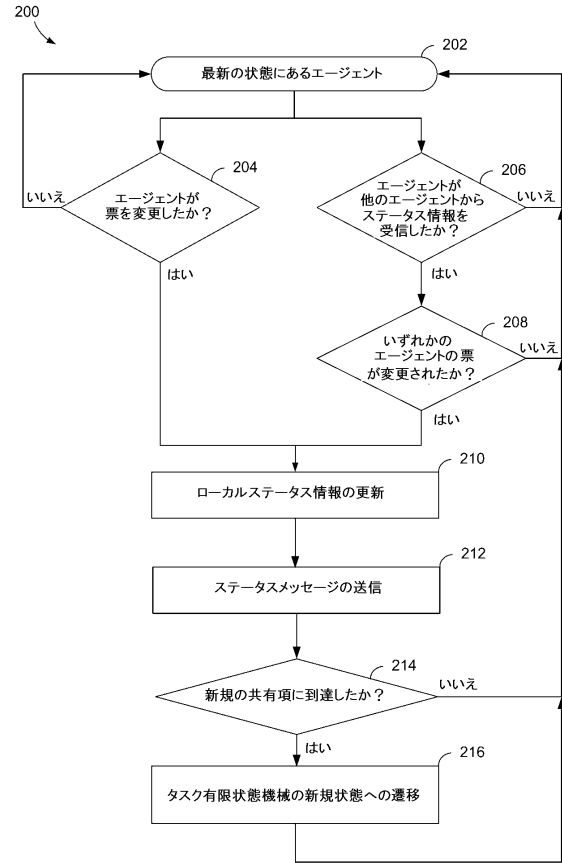 200
202
最新の状態にあるエージェント
204
エージェントが
票を変更したか？
いいえ
はい
206
エージェントが
他のエージェントから
ステータス情報を
受信したか？
いいえ
はい
208
いずれかの
エージェントの票
が変更されたか？
いいえ
はい
210
ローカルステータス情報の更新
212
ステータスメッセージの送信
214
新規の共有項に到達したか？
いいえ
はい
216
タスク有限状態機械の新規状態への遷移